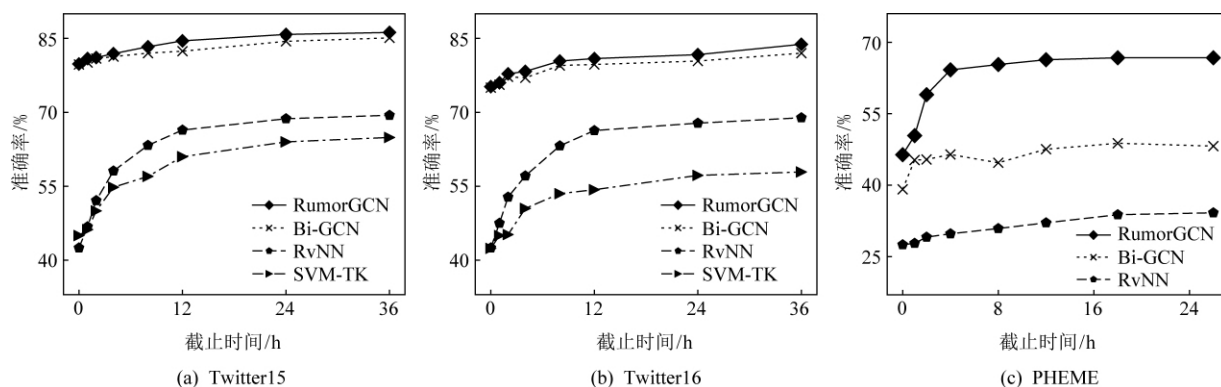 85
70
55
40
准确率/%
RumorGCN
Bi-GCN
RvNN
SVM-TK
0
12
24
36
截止时间/h
(a) Twitter15
85
70
55
40
准确率/%
RumorGCN
Bi-GCN
RvNN
SVM-TK
0
12
24
36
截止时间/h
(b) Twitter16
70
55
40
25
准确率/%
RumorGCN
Bi-GCN
RvNN
0
8
16
24
截止时间/h
(c) PHEME